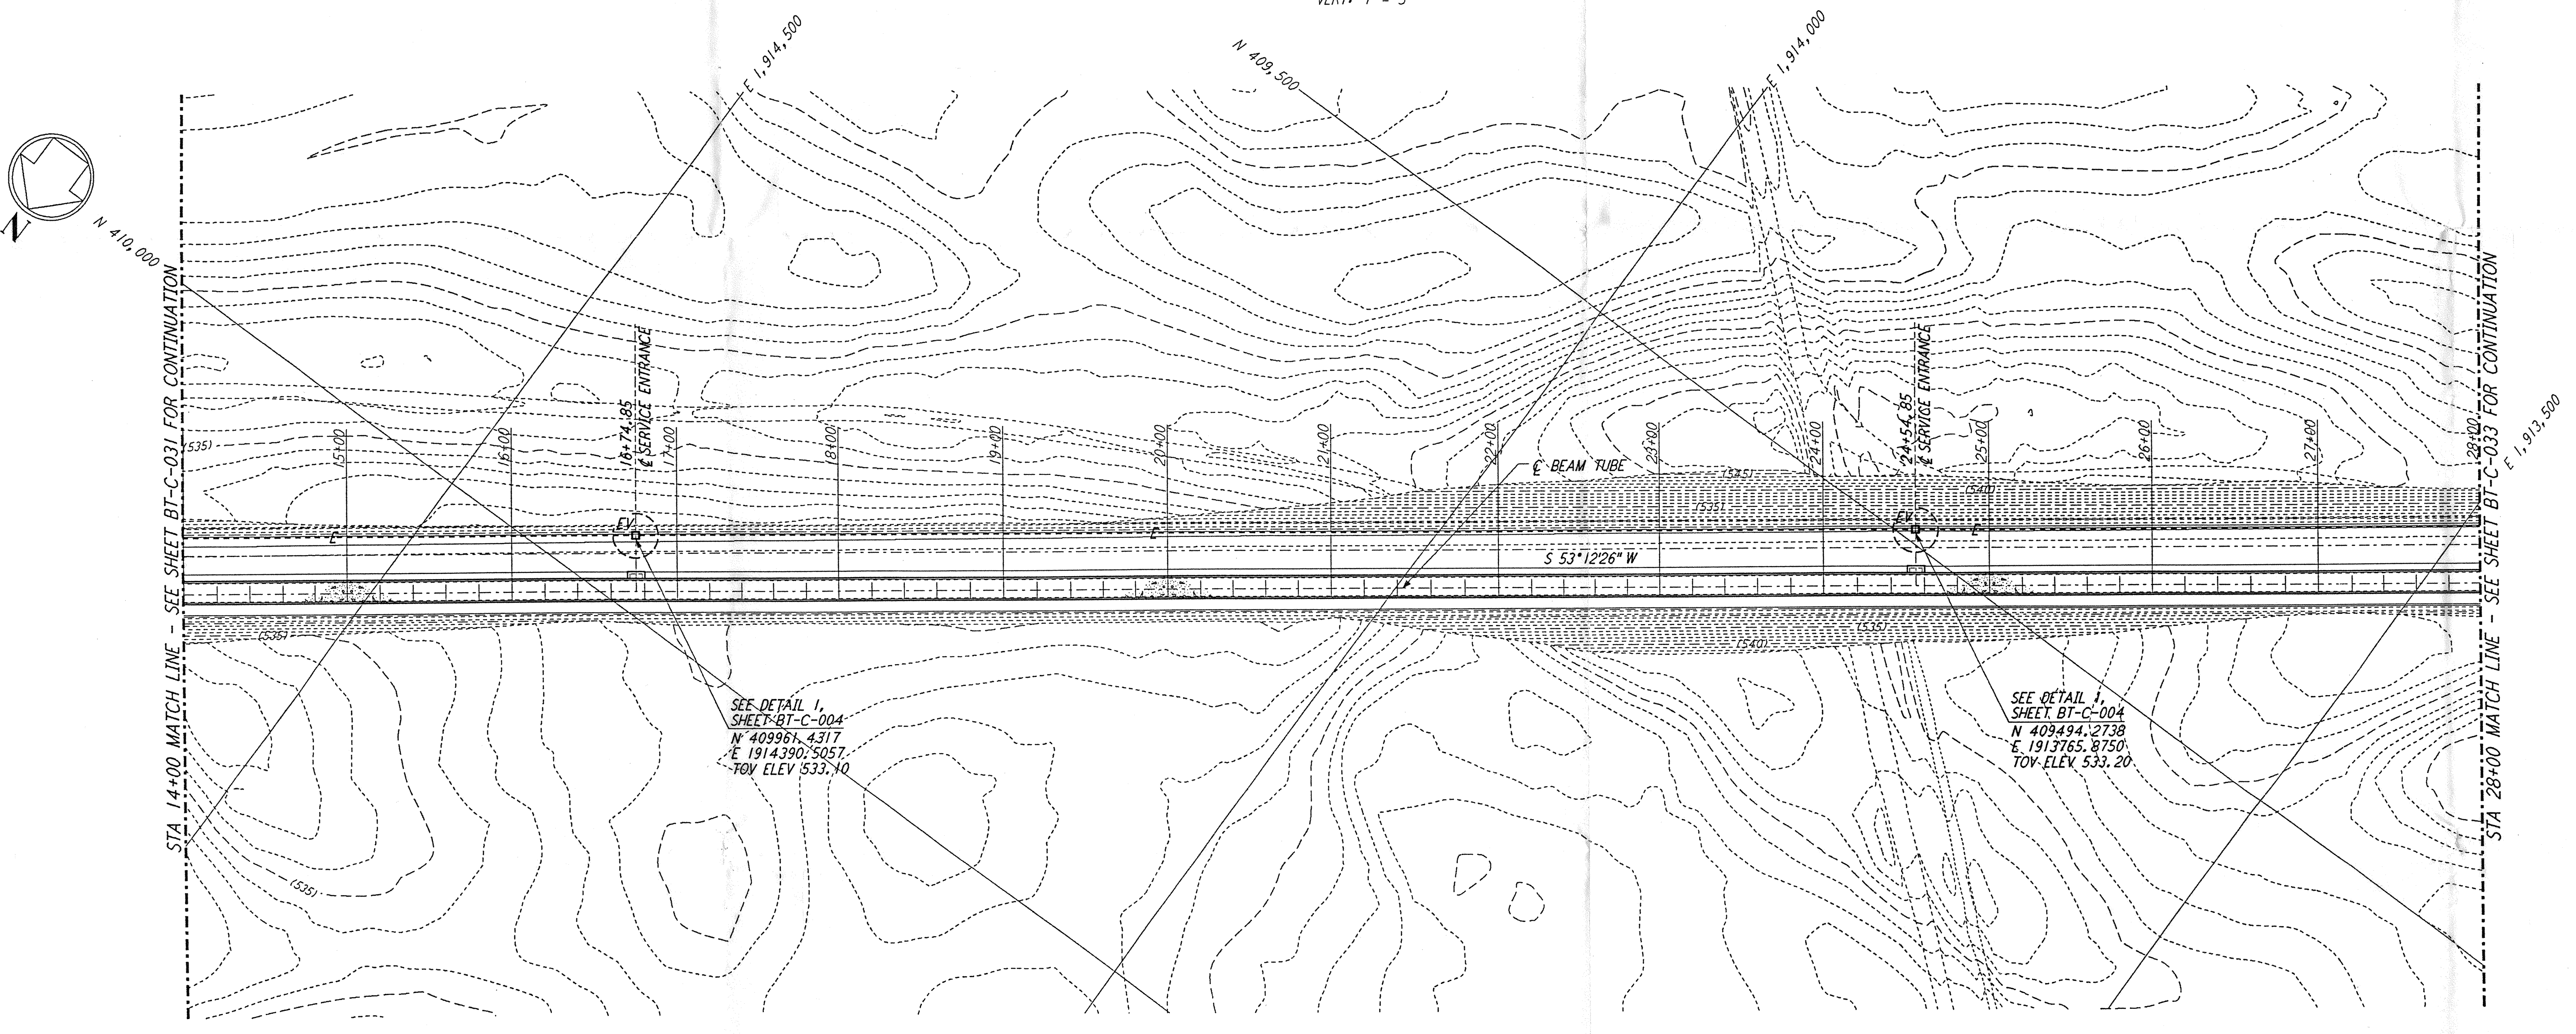 E 1,914,500
N 409,500
E 1,914,000
N
N 410,000
STA 14+00 MATCH LINE - SEE SHEET BT-C-031 FOR CONTINUATION
(535)
15+00
16+00
16+74.85
℄ SERVICE ENTRANCE
17+00
18+00
19+00
20+00
21+00
22+00
℄ BEAM TUBE
23+00
(545)
24+00
24+54.85
℄ SERVICE ENTRANCE
25+00
(540)
26+00
27+00
28+00
E 1,913,500
STA 28+00 MATCH LINE - SEE SHEET BT-C-033 FOR CONTINUATION
(535)
E
EV
E
EV
E
S 53°12'26" W
(535)
(540)
(535)
SEE DETAIL 1,
SHEET BT-C-004
N 409961.4317
E 1914390.5057
TOV ELEV 533.10
SEE DETAIL 1,
SHEET BT-C-004
N 409494.2738
E 1913765.8750
TOV ELEV 533.20
(535)